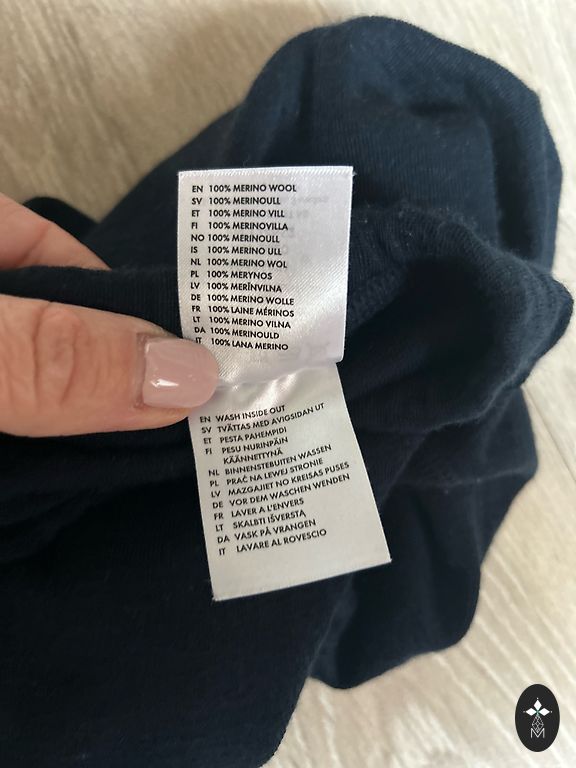 EN 100% MERINO WOOL
SV 100% MERINOULL
ET 100% MERINO VILL
FI 100% MERINOVILLA
NO 100% MERINOULL
IS 100% MERINO ULL
NL 100% MERINO WOL
PL 100% MERYNOS
LV 100% MERĪNVILNA
DE 100% MERINO WOLLE
FR 100% LAINE MÉRINOS
LT 100% MERINO VILNA
DA 100% MERINOULD
IT 100% LANA MERINO
EN WASH INSIDE OUT
SV TVÄTTAS MED AVIGSIDAN UT
ET PESTA PAHEMPIDI
FI PESU NURINPÄIN
KÄÄNNETTYNÄ
NL BINNENSTEBUITEN WASSEN
PL PRAĆ NA LEWEJ STRONIE
LV MAZGAJIET NO KREISAS PUSES
DE VOR DEM WASCHEN WENDEN
FR LAVER A L'ENVERS
LT SKALBTI IŠVERSTĄ
DA VASK PÅ VRANGEN
IT LAVARE AL ROVESCIO
M